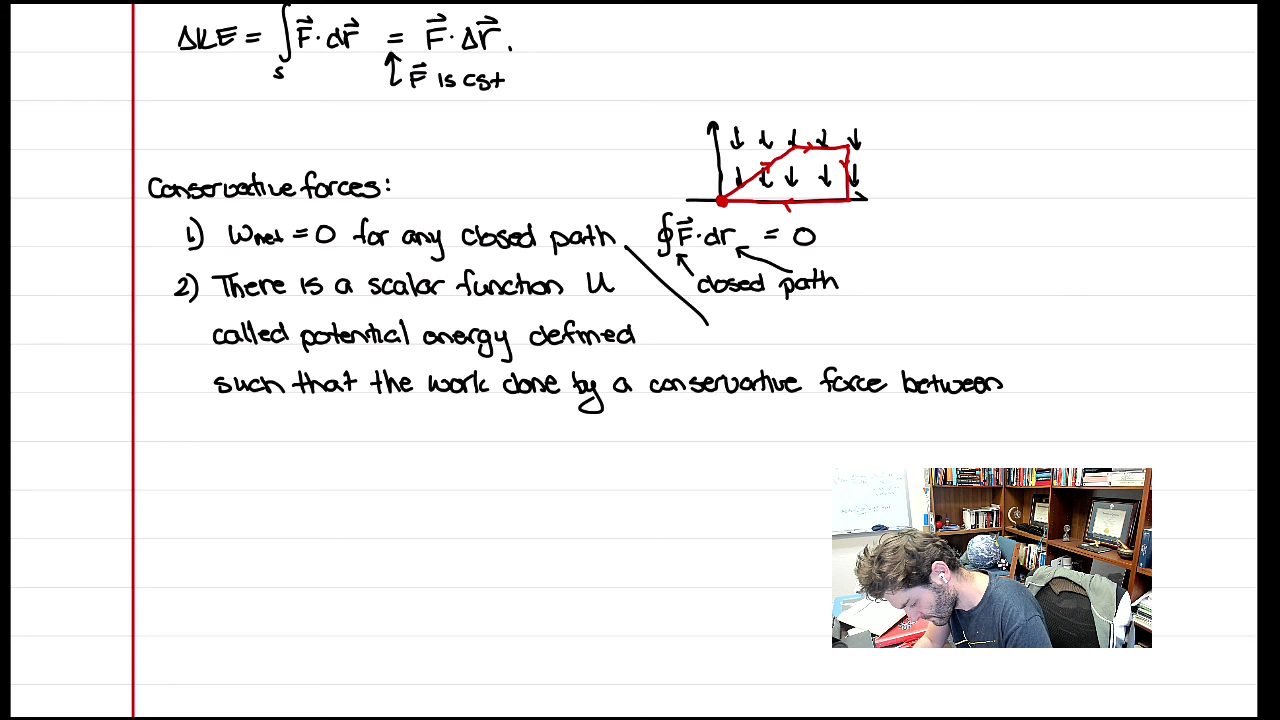 ΔKE = ∫ₛ F⃗ · dr⃗ = F⃗ · Δr⃗.
F⃗ is cst
Conservative forces:
1) Wnet = 0 for any closed path ∮F⃗·dr = 0
closed path
2) There is a scalar function U
called potential energy defined
such that the work done by a conservative force between